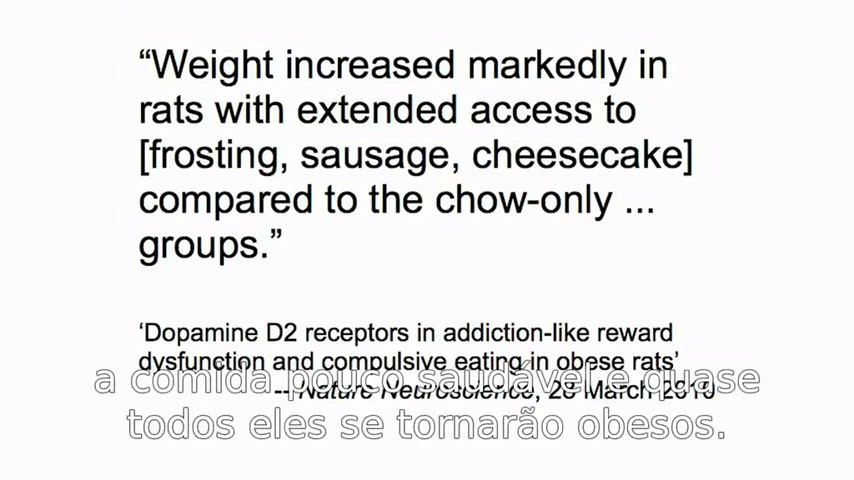 “Weight increased markedly in
rats with extended access to
[frosting, sausage, cheesecake]
compared to the chow-only ...
groups.”
‘Dopamine D2 receptors in addiction-like reward
dysfunction and compulsive eating in obese rats’
-- Nature Neuroscience, 28 March 2010
a comida pouco saudável e quase
todos eles se tornarão obesos.